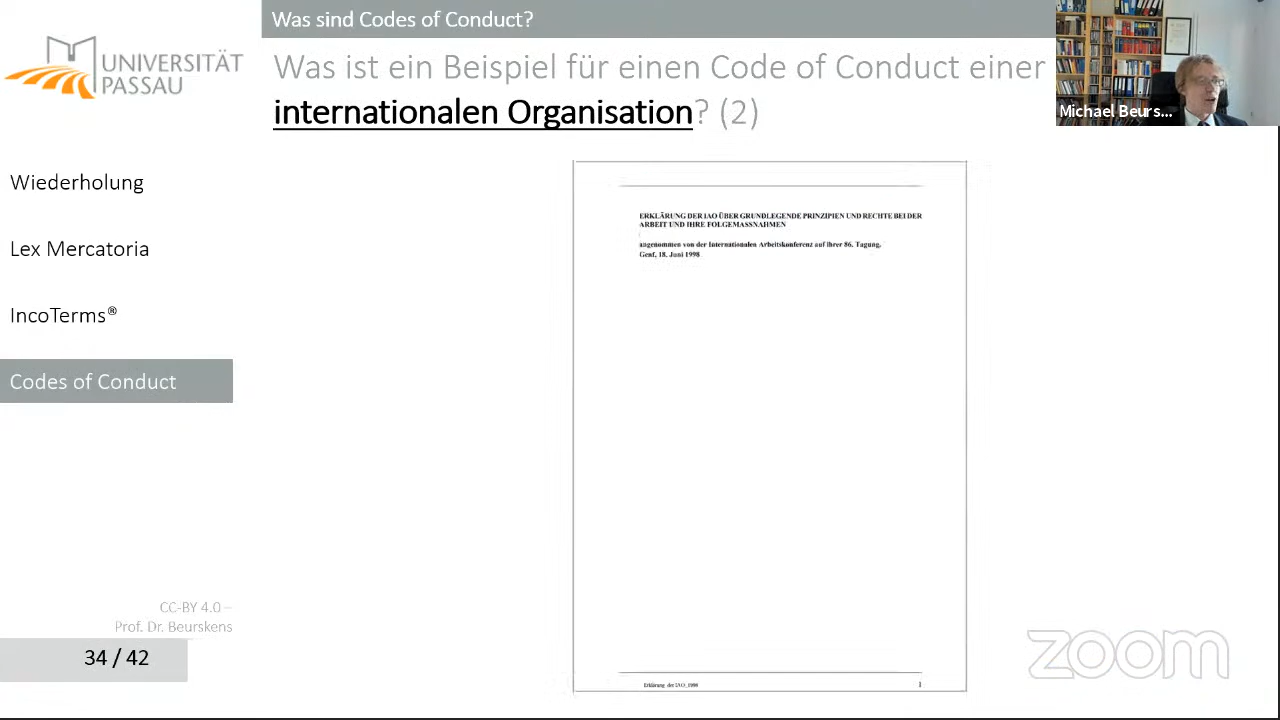 UNIVERSITÄT
PASSAU
Was sind Codes of Conduct?
Was ist ein Beispiel für einen Code of Conduct einer
internationalen Organisation? (2)
Michael Beurs...
Wiederholung
Lex Mercatoria
IncoTerms®
Codes of Conduct
ERKLÄRUNG DER IAO ÜBER GRUNDLEGENDE PRINZIPIEN UND RECHTE BEI DER
ARBEIT UND IHRE FOLGEMASSNAHMEN
angenommen von der Internationalen Arbeitskonferenz auf ihrer 86. Tagung,
Genf, 18. Juni 1998
Erklärung_der IAO_1998
1
CC-BY 4.0 –
Prof. Dr. Beurskens
34 / 42
zoom